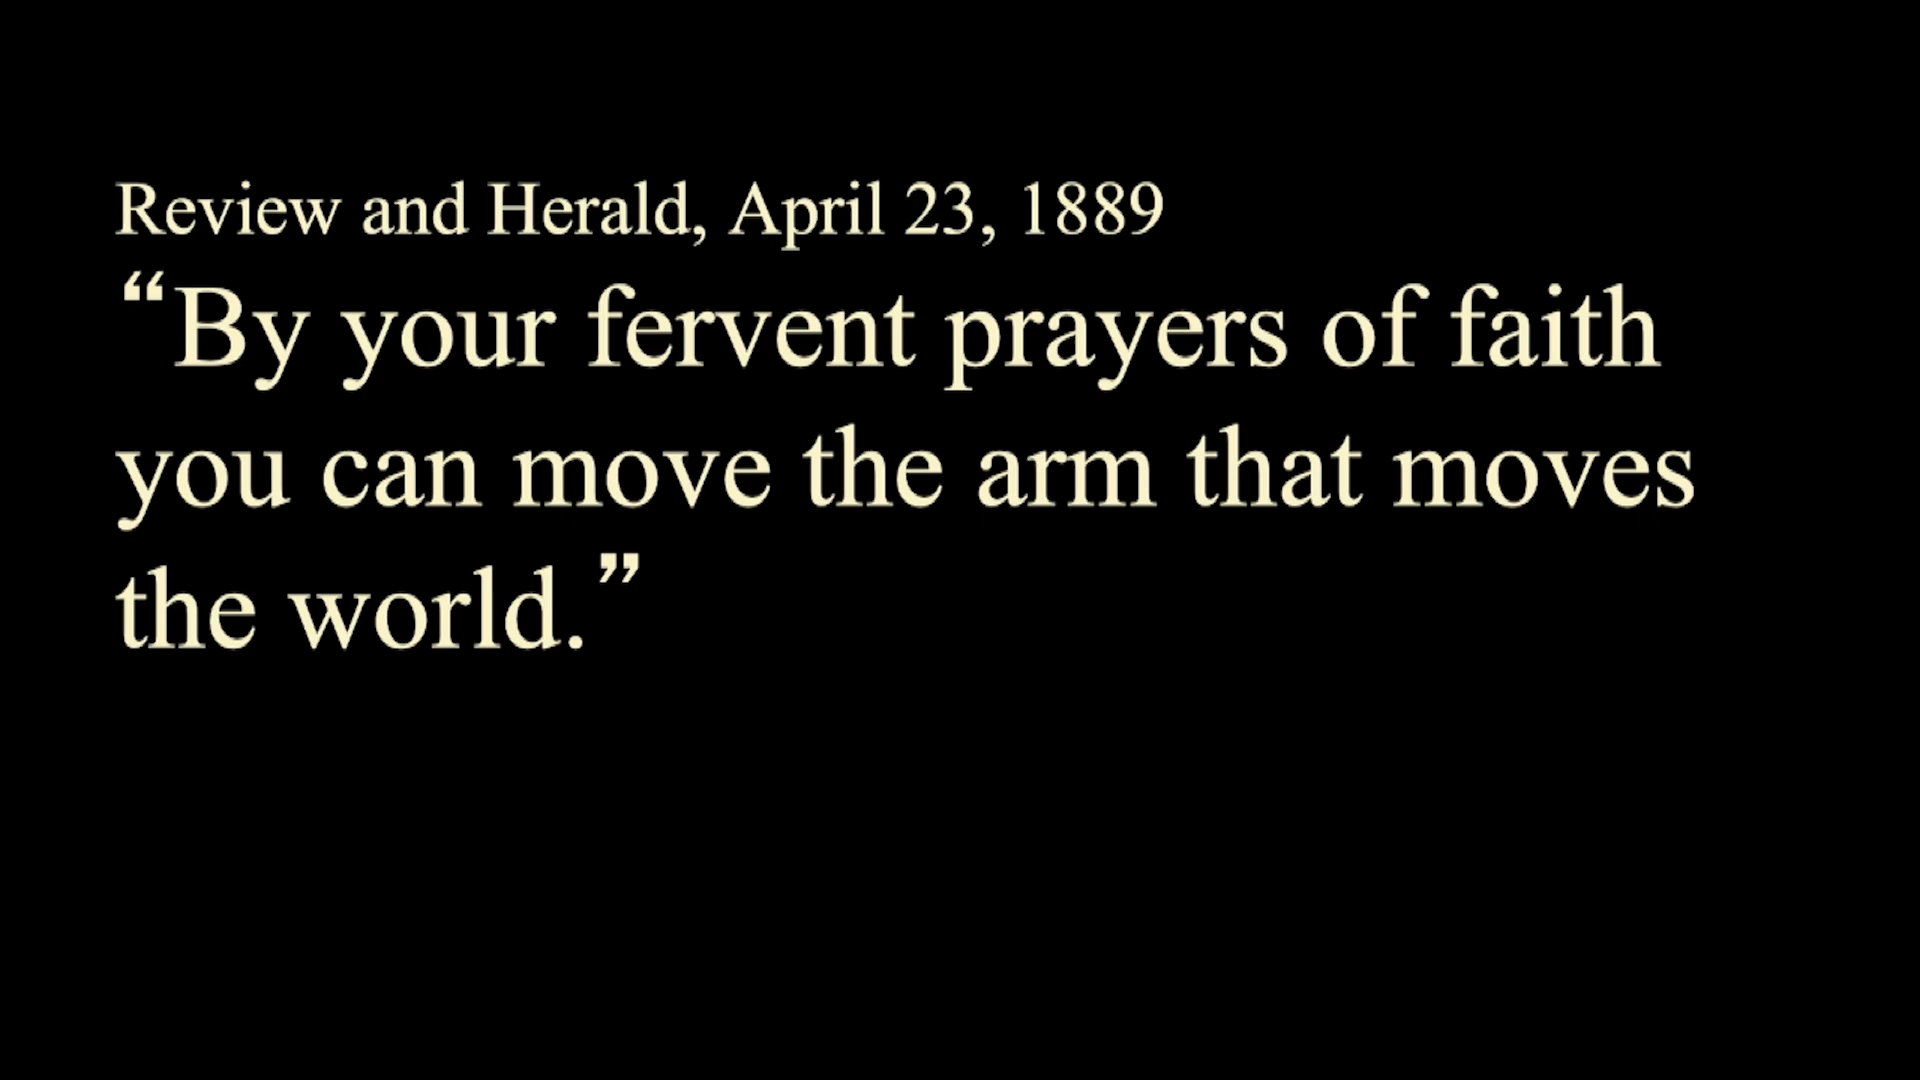 Review and Herald, April 23, 1889
“By your fervent prayers of faith
you can move the arm that moves
the world.”